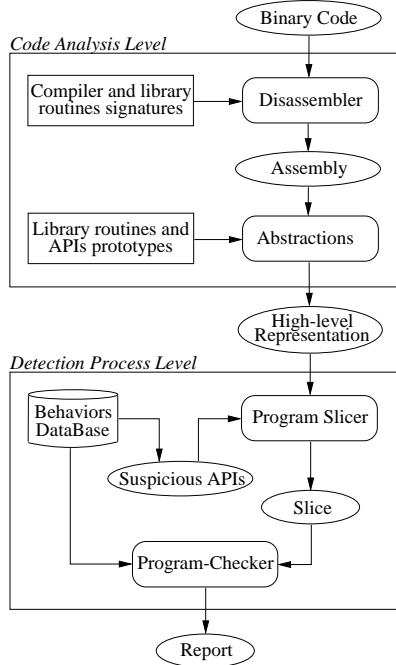 Binary Code
Code Analysis Level
Compiler and library
routines signatures
Disassembler
Assembly
Library routines and
APIs prototypes
Abstractions
High-level
Representation
Detection Process Level
Behaviors
DataBase
Program Slicer
Suspicious APIs
Slice
Program-Checker
Report